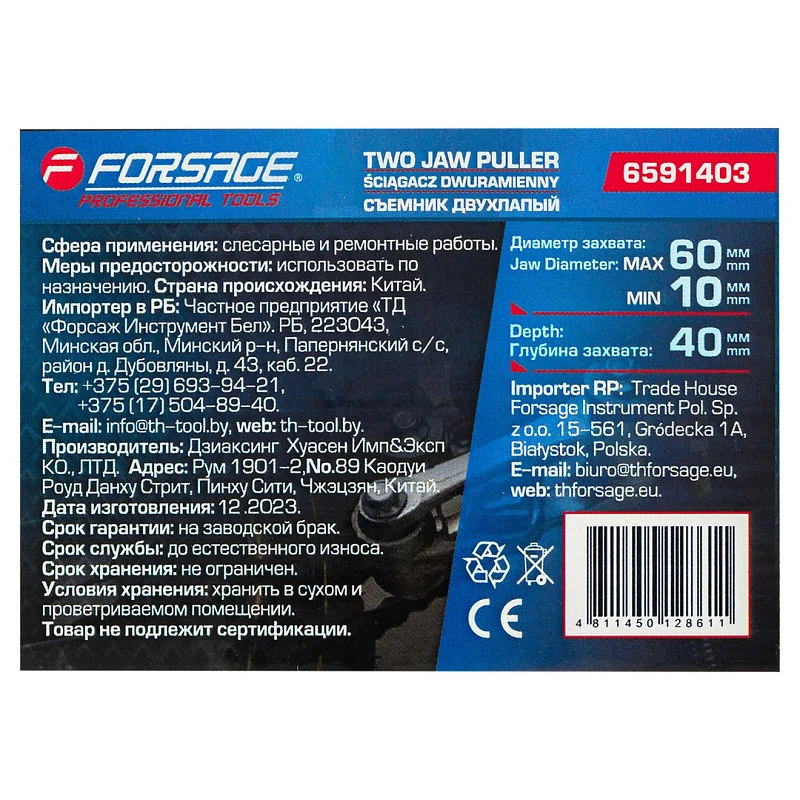 FORSAGE®
PROFESSIONAL TOOLS
TWO JAW PULLER
ŚCIĄGACZ DWURAMIENNY
СЪЕМНИК ДВУХЛАПЫЙ
6591403
Сфера применения: слесарные и ремонтные работы.
Меры предосторожности: использовать по
назначению. Страна происхождения: Китай.
Импортер в РБ: Частное предприятие «ТД
«Форсаж Инструмент Бел». РБ, 223043,
Минская обл., Минский р-н, Папернянский с/с,
район д. Дубовляны, д. 43, каб. 22.
Тел: +375 (29) 693-94-21,
+375 (17) 504-89-40.
E-mail: info@th-tool.by, web: th-tool.by.
Производитель: Дзиаксинг Хуасен Имп&Эксп
КО., ЛТД. Адрес: Рум 1901-2,No.89 Каодуи
Роуд Данху Стрит, Пинху Сити, Чжэцзян, Китай.
Дата изготовления: 12.2023.
Срок гарантии: на заводской брак.
Срок службы: до естественного износа.
Срок хранения: не ограничен.
Условия хранения: хранить в сухом и
проветриваемом помещении.
Товар не подлежит сертификации.
Диаметр захвата:
Jaw Diameter: MAX 60 мм mm
MIN 10 мм mm
Depth:
Глубина захвата: 40 мм mm
Importer RP: Trade House
Forsage Instrument Pol. Sp.
z o.o. 15-561, Gródecka 1A,
Białystok, Polska.
E-mail: biuro@thforsage.eu,
web: thforsage.eu.
CE
4 811450 128611